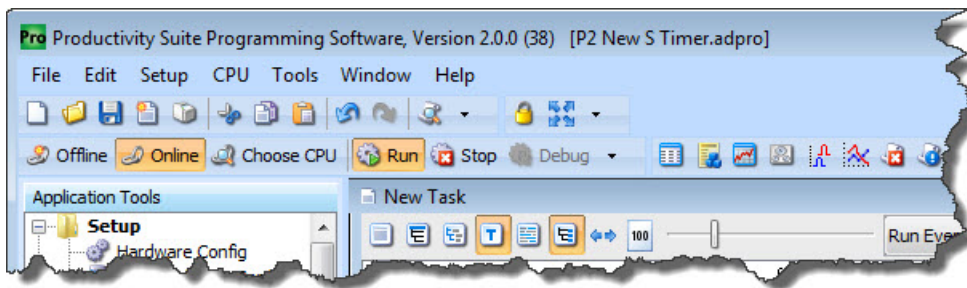 Pro Productivity Suite Programming Software, Version 2.0.0 (38) [P2 New S Timer.adpro]
File Edit Setup CPU Tools Window Help
Offline Online Choose CPU Run Stop Debug
Application Tools
New Task
Setup
T 100 Run Ever
Hardware Config